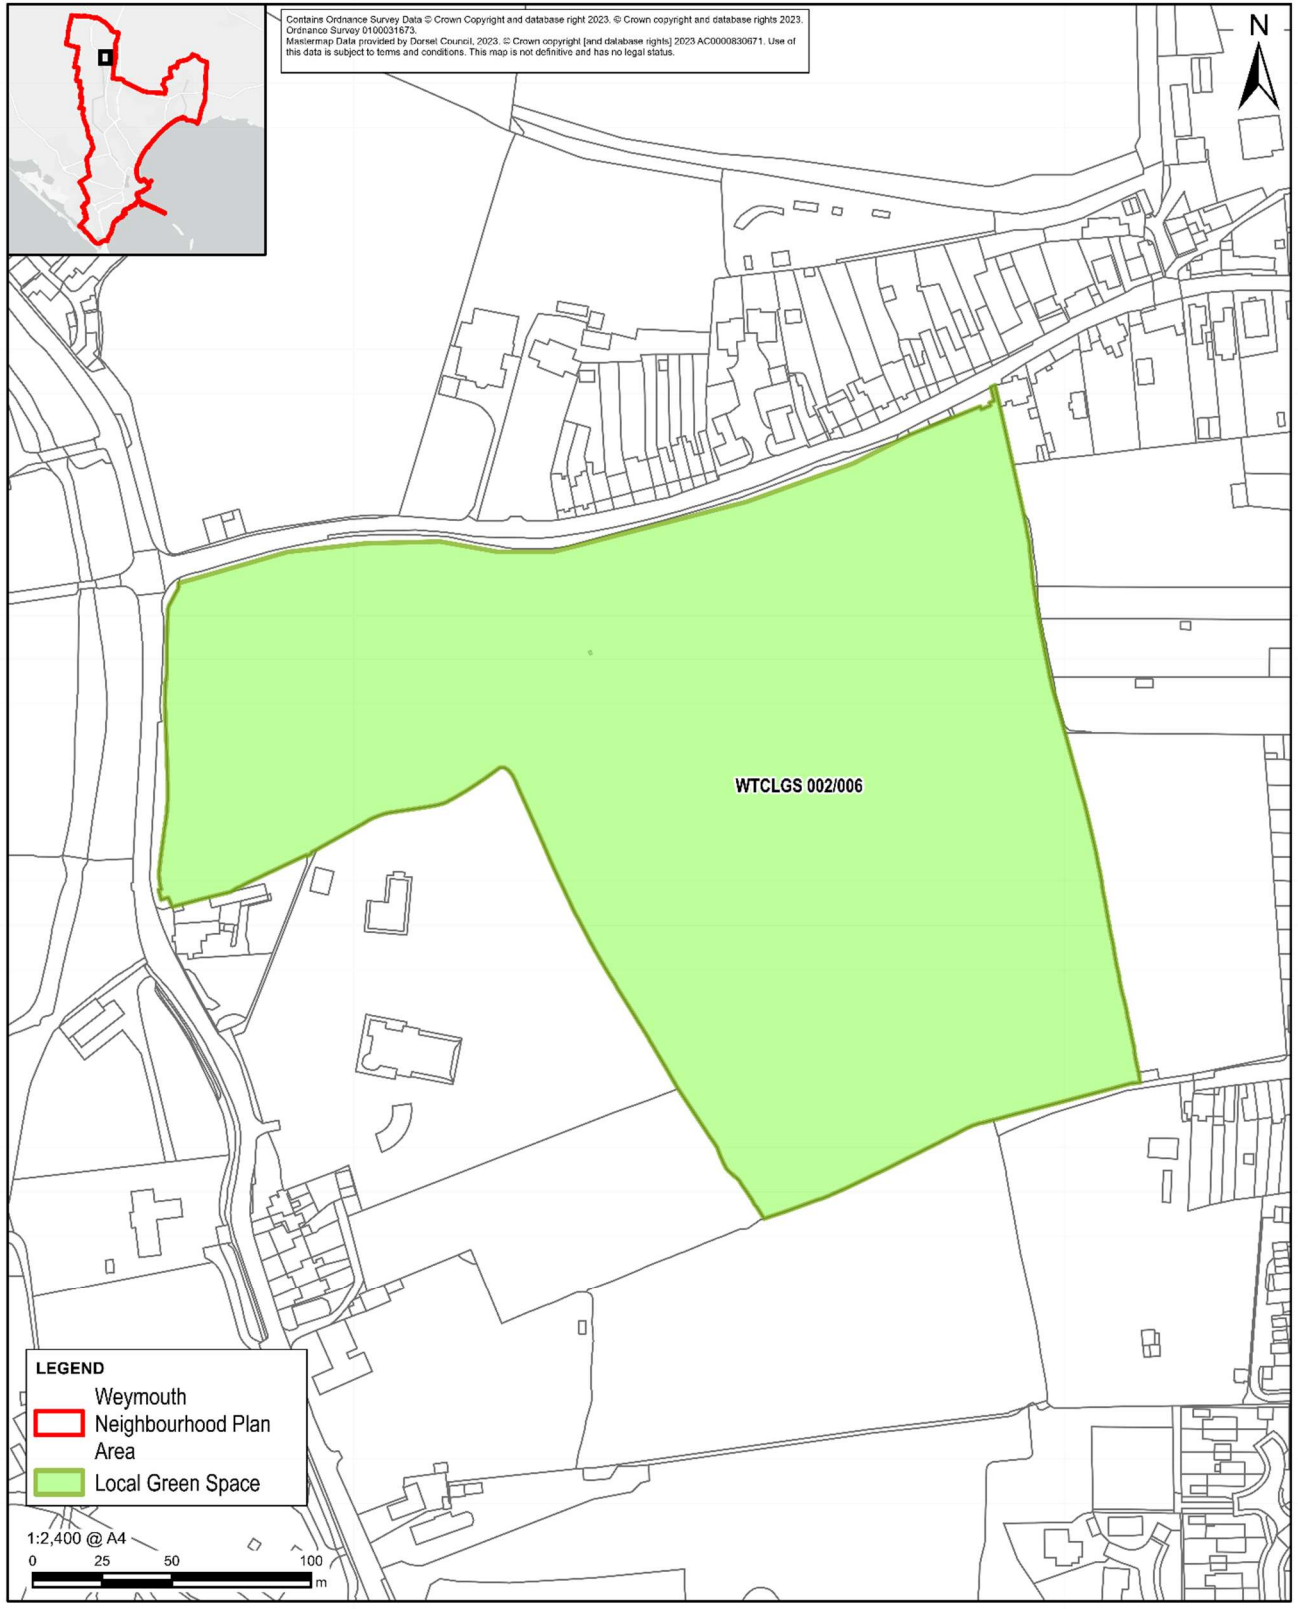 Contains Ordnance Survey Data © Crown Copyright and database right 2023. © Crown copyright and database rights 2023.
Ordnance Survey 0100031673.
Mastermap Data provided by Dorset Council, 2023. © Crown copyright [and database rights] 2023 AC0000830671. Use of
this data is subject to terms and conditions. This map is not definitive and has no legal status.
N
WTCLGS 002/006
LEGEND
Weymouth
Neighbourhood Plan
Area
Local Green Space
1:2,400 @ A4
0 25 50 100
m